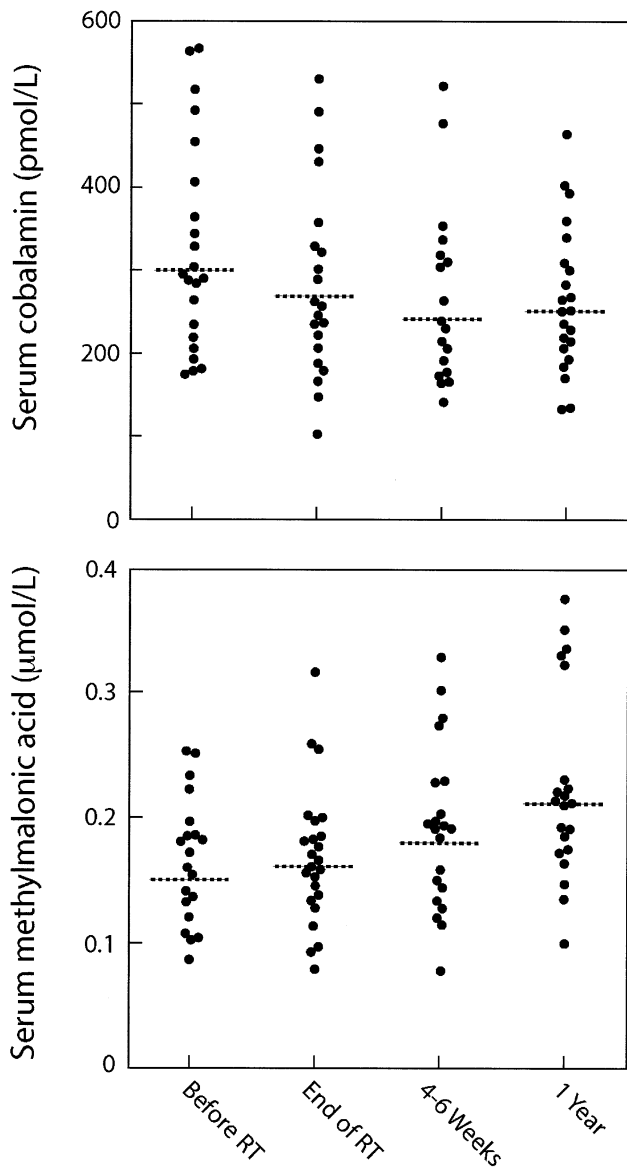 Serum cobalamin (pmol/L)
600
400
200
0
Serum methylmalonic acid (µmol/L)
0.4
0.3
0.2
0.1
0
Before RT
End of RT
4-6 Weeks
1 Year